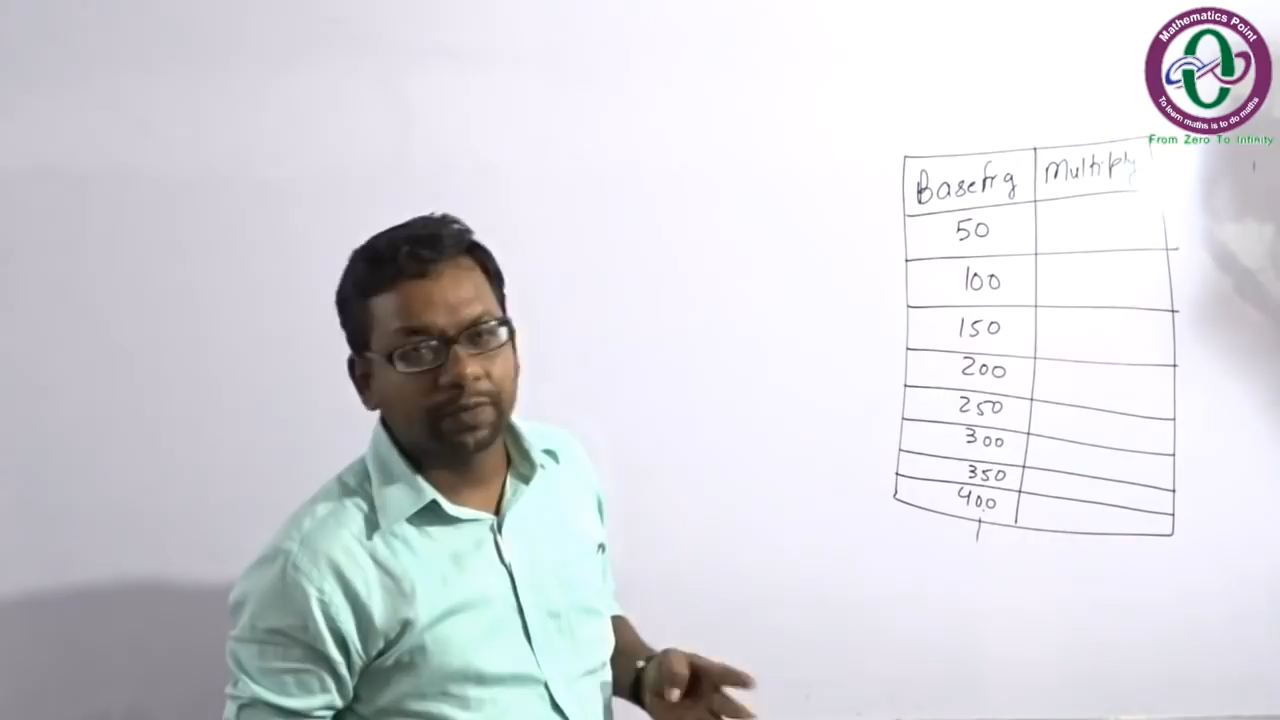 Mathematics Point
To learn maths is to do maths
From Zero To Infinity
Basefig Multiply
50
100
150
200
250
300
350
400